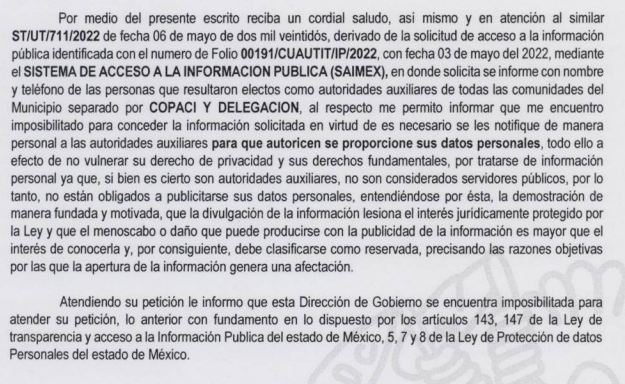 Por medio del presente escrito reciba un cordial saludo, así mismo y en atención al similar
ST/UT/711/2022 de fecha 06 de mayo de dos mil veintidós, derivado de la solicitud de acceso a la información
pública identificada con el numero de Folio 00191/CUAUTIT/IP/2022, con fecha 03 de mayo del 2022, mediante
el SISTEMA DE ACCESO A LA INFORMACION PUBLICA (SAIMEX), en donde solicita se informe con nombre
y teléfono de las personas que resultaron electos como autoridades auxiliares de todas las comunidades del
Municipio separado por COPACI Y DELEGACION, al respecto me permito informar que me encuentro
imposibilitado para conceder la información solicitada en virtud de es necesario se les notifique de manera
personal a las autoridades auxiliares para que autoricen se proporcione sus datos personales, todo ello a
efecto de no vulnerar su derecho de privacidad y sus derechos fundamentales, por tratarse de información
personal ya que, si bien es cierto son autoridades auxiliares, no son considerados servidores públicos, por lo
tanto, no están obligados a publicitarse sus datos personales, entendiéndose por ésta, la demostración de
manera fundada y motivada, que la divulgación de la información lesiona el interés jurídicamente protegido por
la Ley y que el menoscabo o daño que puede producirse con la publicidad de la información es mayor que el
interés de conocerla y, por consiguiente, debe clasificarse como reservada, precisando las razones objetivas
por las que la apertura de la información genera una afectación.
Atendiendo su petición le informo que esta Dirección de Gobierno se encuentra imposibilitada para
atender su petición, lo anterior con fundamento en lo dispuesto por los artículos 143, 147 de la Ley de
transparencia y acceso a la Información Publica del estado de México, 5, 7 y 8 de la Ley de Protección de datos
Personales del estado de México.